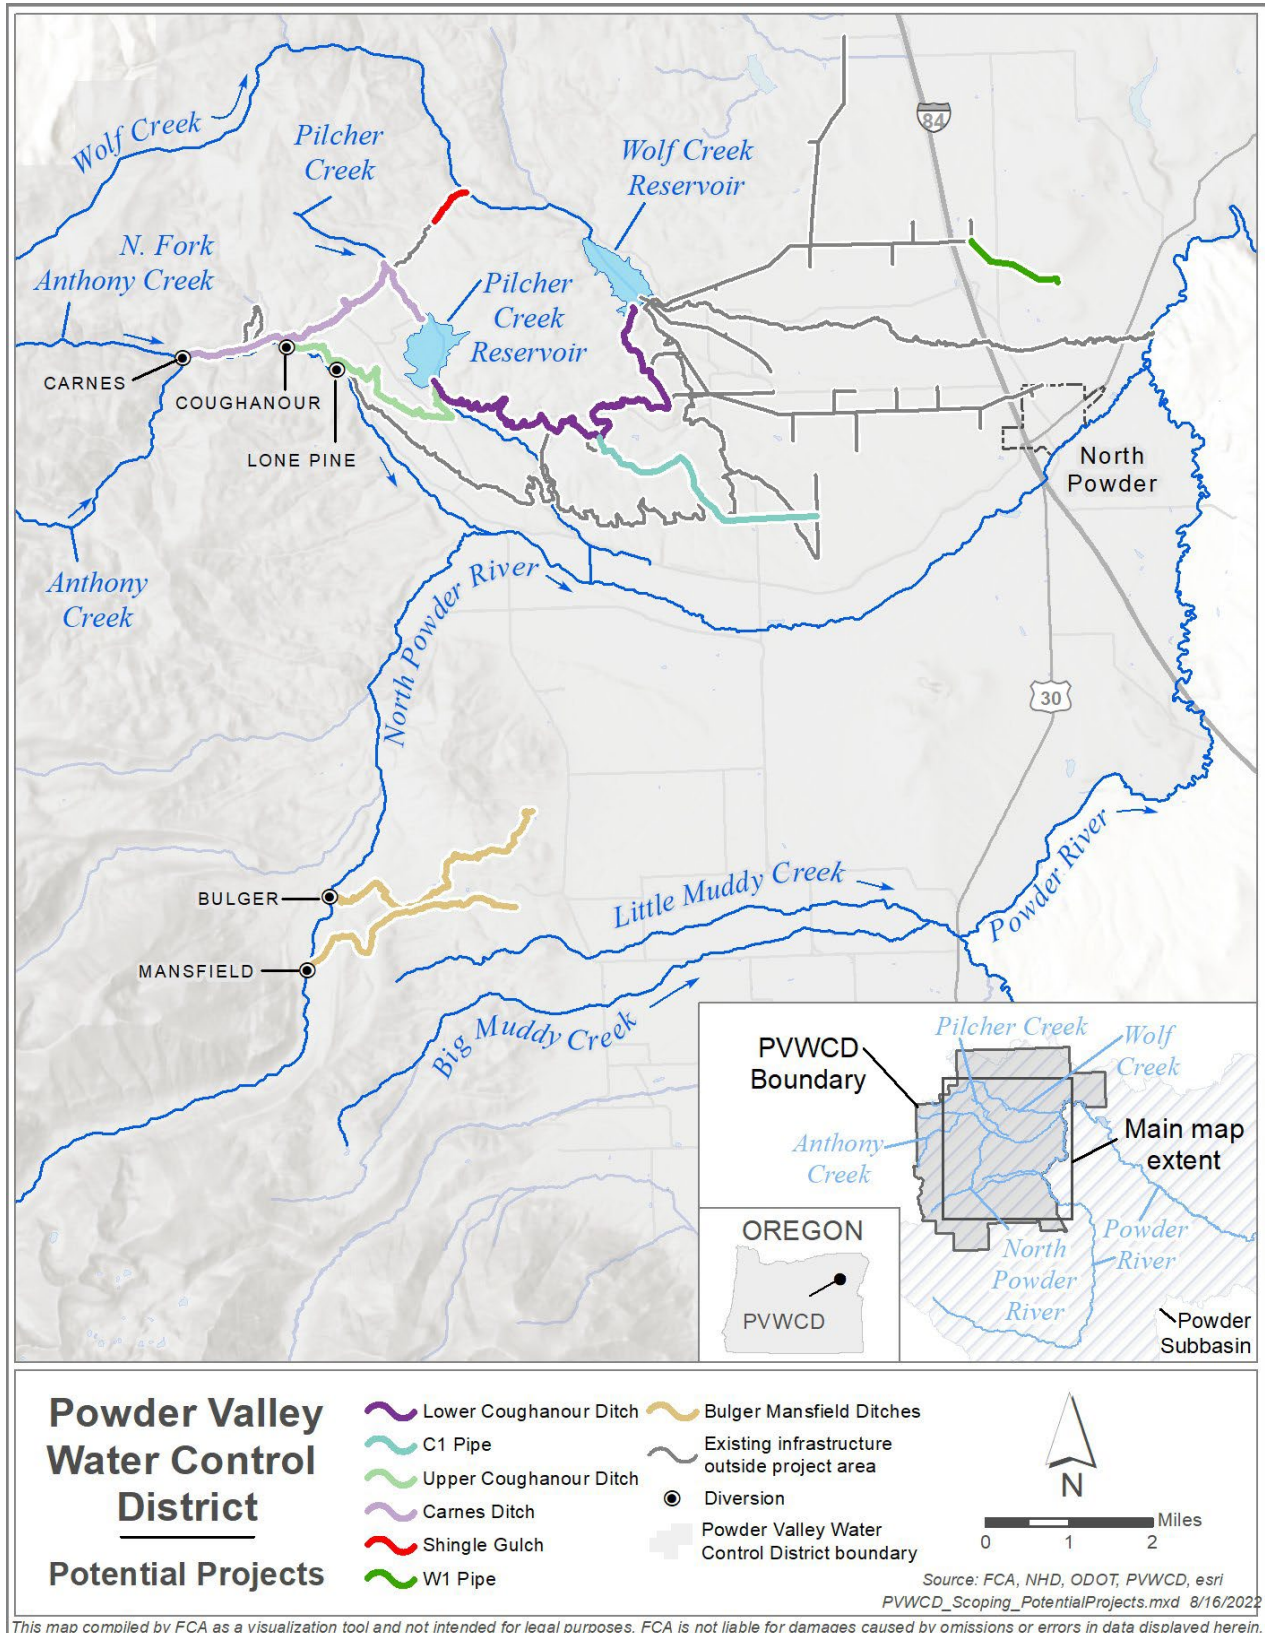 Wolf Creek
Pilcher
Creek
N. Fork
Anthony Creek
Wolf Creek
Reservoir
84
Pilcher
Creek
Reservoir
CARNES
COUGHANOUR
LONE PINE
North
Powder
Anthony
Creek
North Powder River
30
BULGER
MANSFIELD
Little Muddy Creek
Powder River
Big Muddy Creek
PVWCD
Boundary
Pilcher Creek
Wolf
Creek
Anthony
Creek
Main map
extent
North
Powder
River
Powder
River
Powder
Subbasin
OREGON
PVWCD
Powder Valley
Water Control
District
Potential Projects
Lower Coughanour Ditch
C1 Pipe
Upper Coughanour Ditch
Carnes Ditch
Shingle Gulch
W1 Pipe
Bulger Mansfield Ditches
Existing infrastructure
outside project area
Diversion
Powder Valley Water
Control District boundary
N
Miles
0 1 2
Source: FCA, NHD, ODOT, PVWCD, esri
PVWCD_Scoping_PotentialProjects.mxd 8/16/2022
This map compiled by FCA as a visualization tool and not intended for legal purposes. FCA is not liable for damages caused by omissions or errors in data displayed herein.